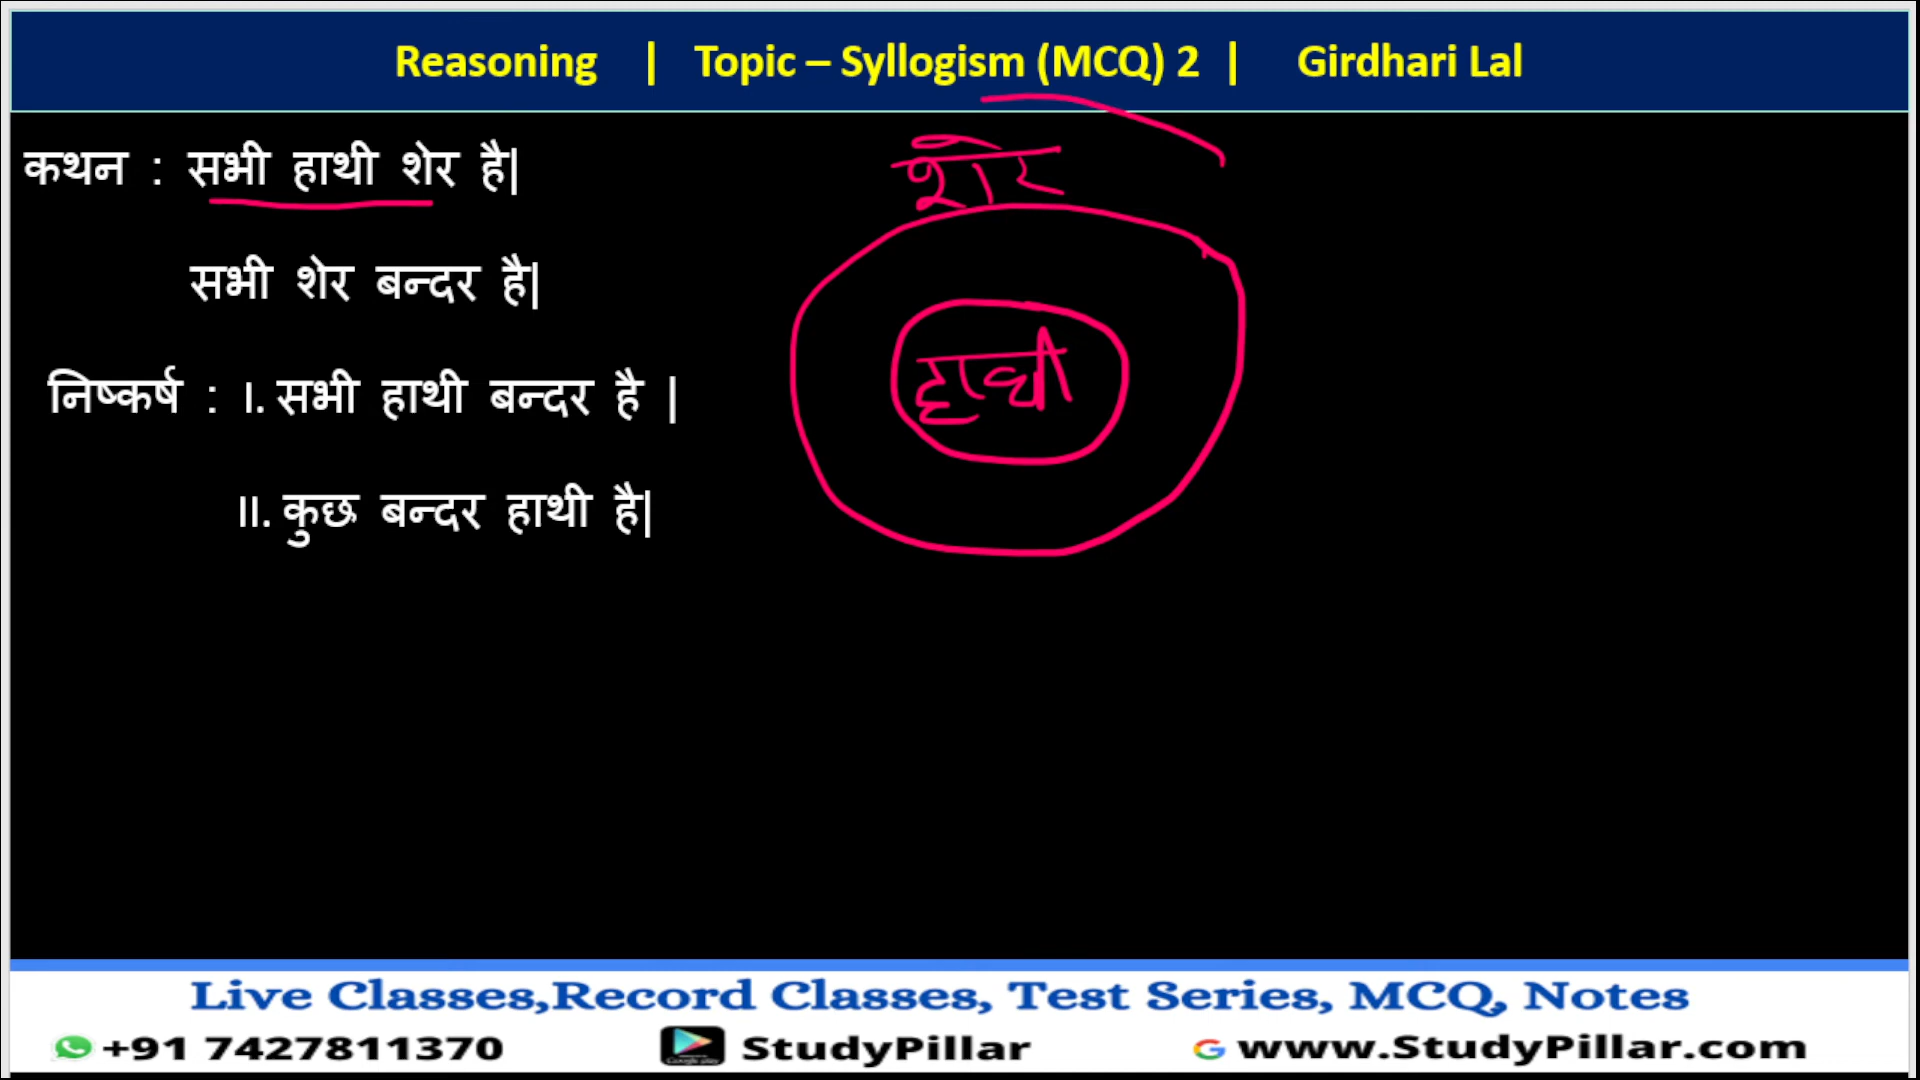 Reasoning | Topic – Syllogism (MCQ) 2 | Girdhari Lal
कथन : सभी हाथी शेर है|
शेर
सभी शेर बन्दर है|
हाथी
निष्कर्ष : I. सभी हाथी बन्दर है |
II. कुछ बन्दर हाथी है|
Live Classes,Record Classes, Test Series, MCQ, Notes
+91 7427811370 StudyPillar www.StudyPillar.com